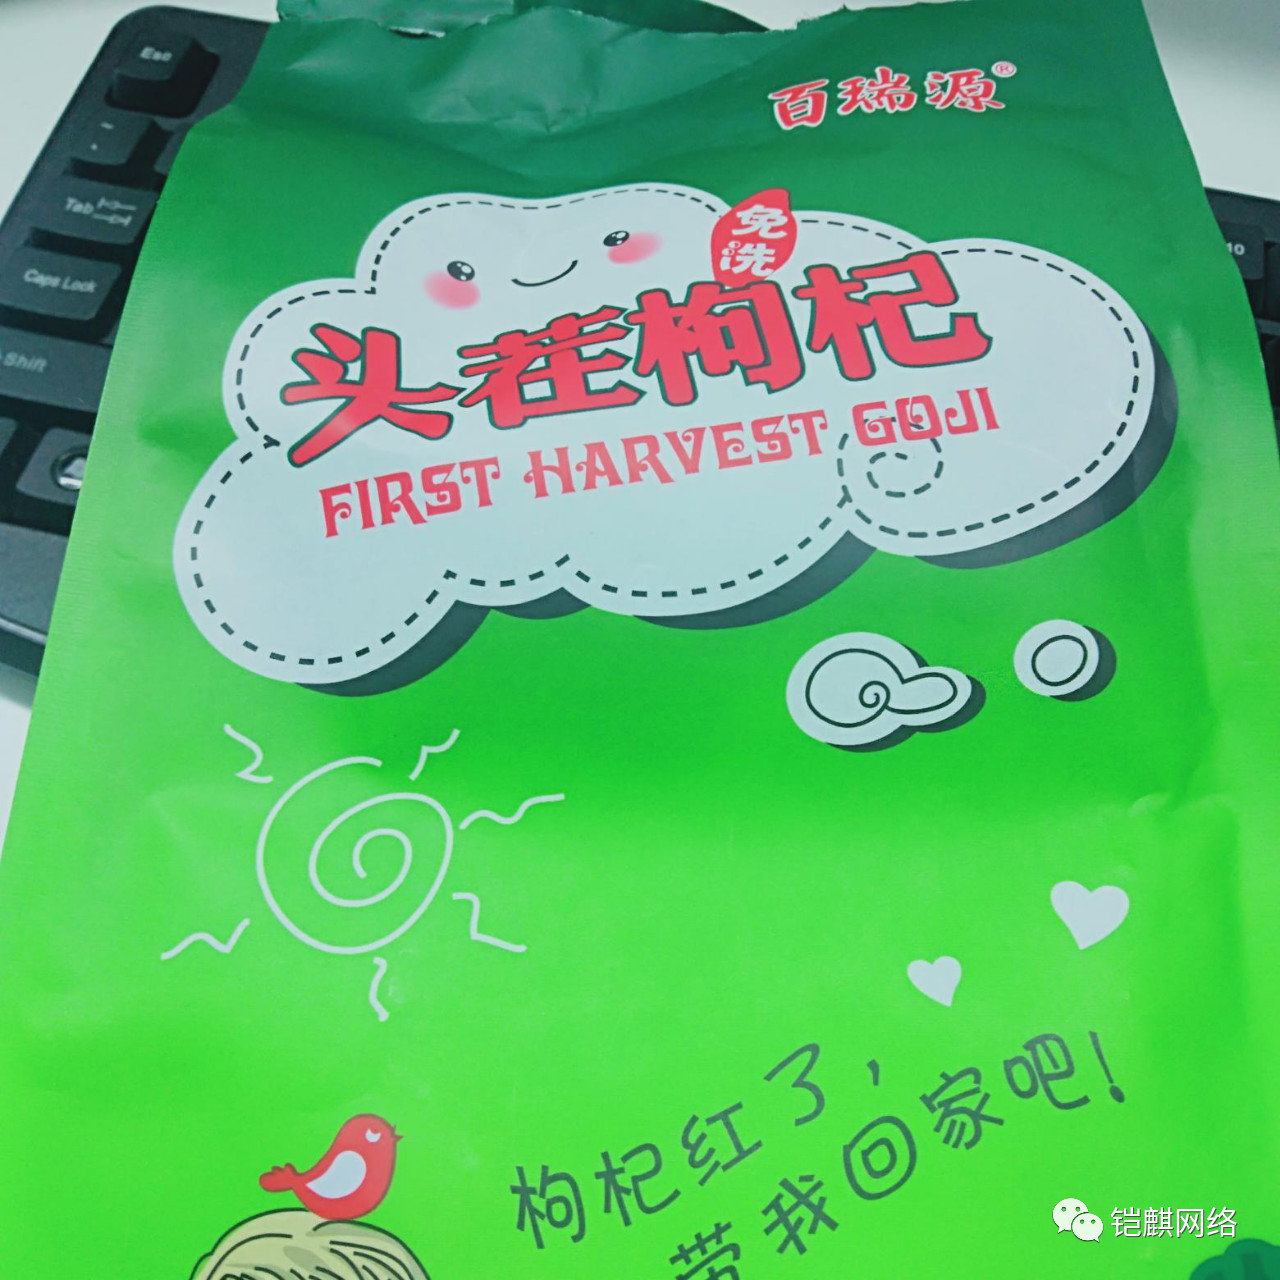 Esc
百瑞源®
~
Tab
免洗
10
Caps Lock
头茬枸杞
Shift
FIRST HARVEST GOJI
枸杞红了，
带我回家吧！
铠麒网络